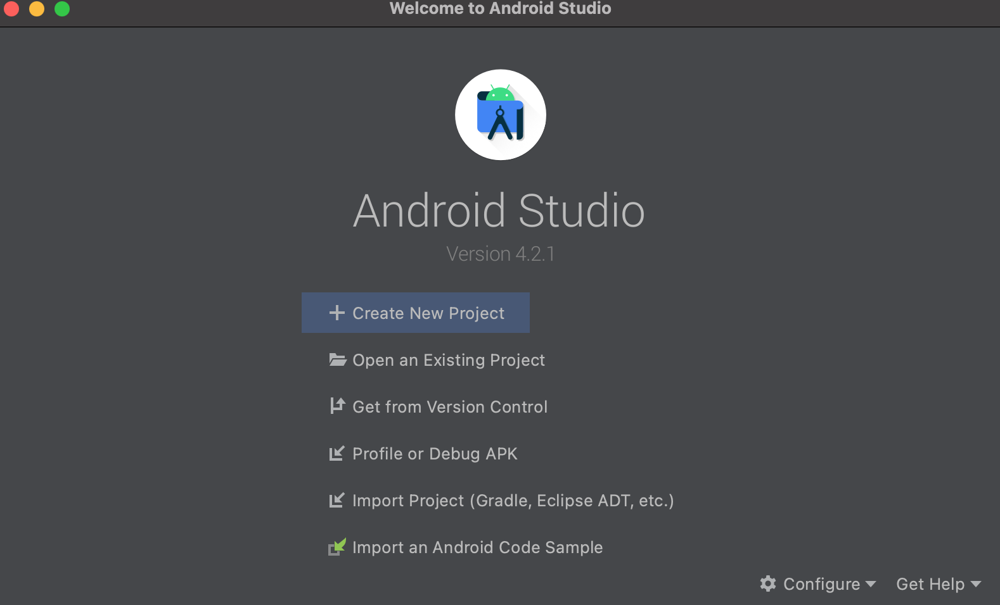 Welcome to Android Studio
Android Studio
Version 4.2.1
Create New Project
Open an Existing Project
Get from Version Control
Profile or Debug APK
Import Project (Gradle, Eclipse ADT, etc.)
Import an Android Code Sample
Configure Get Help